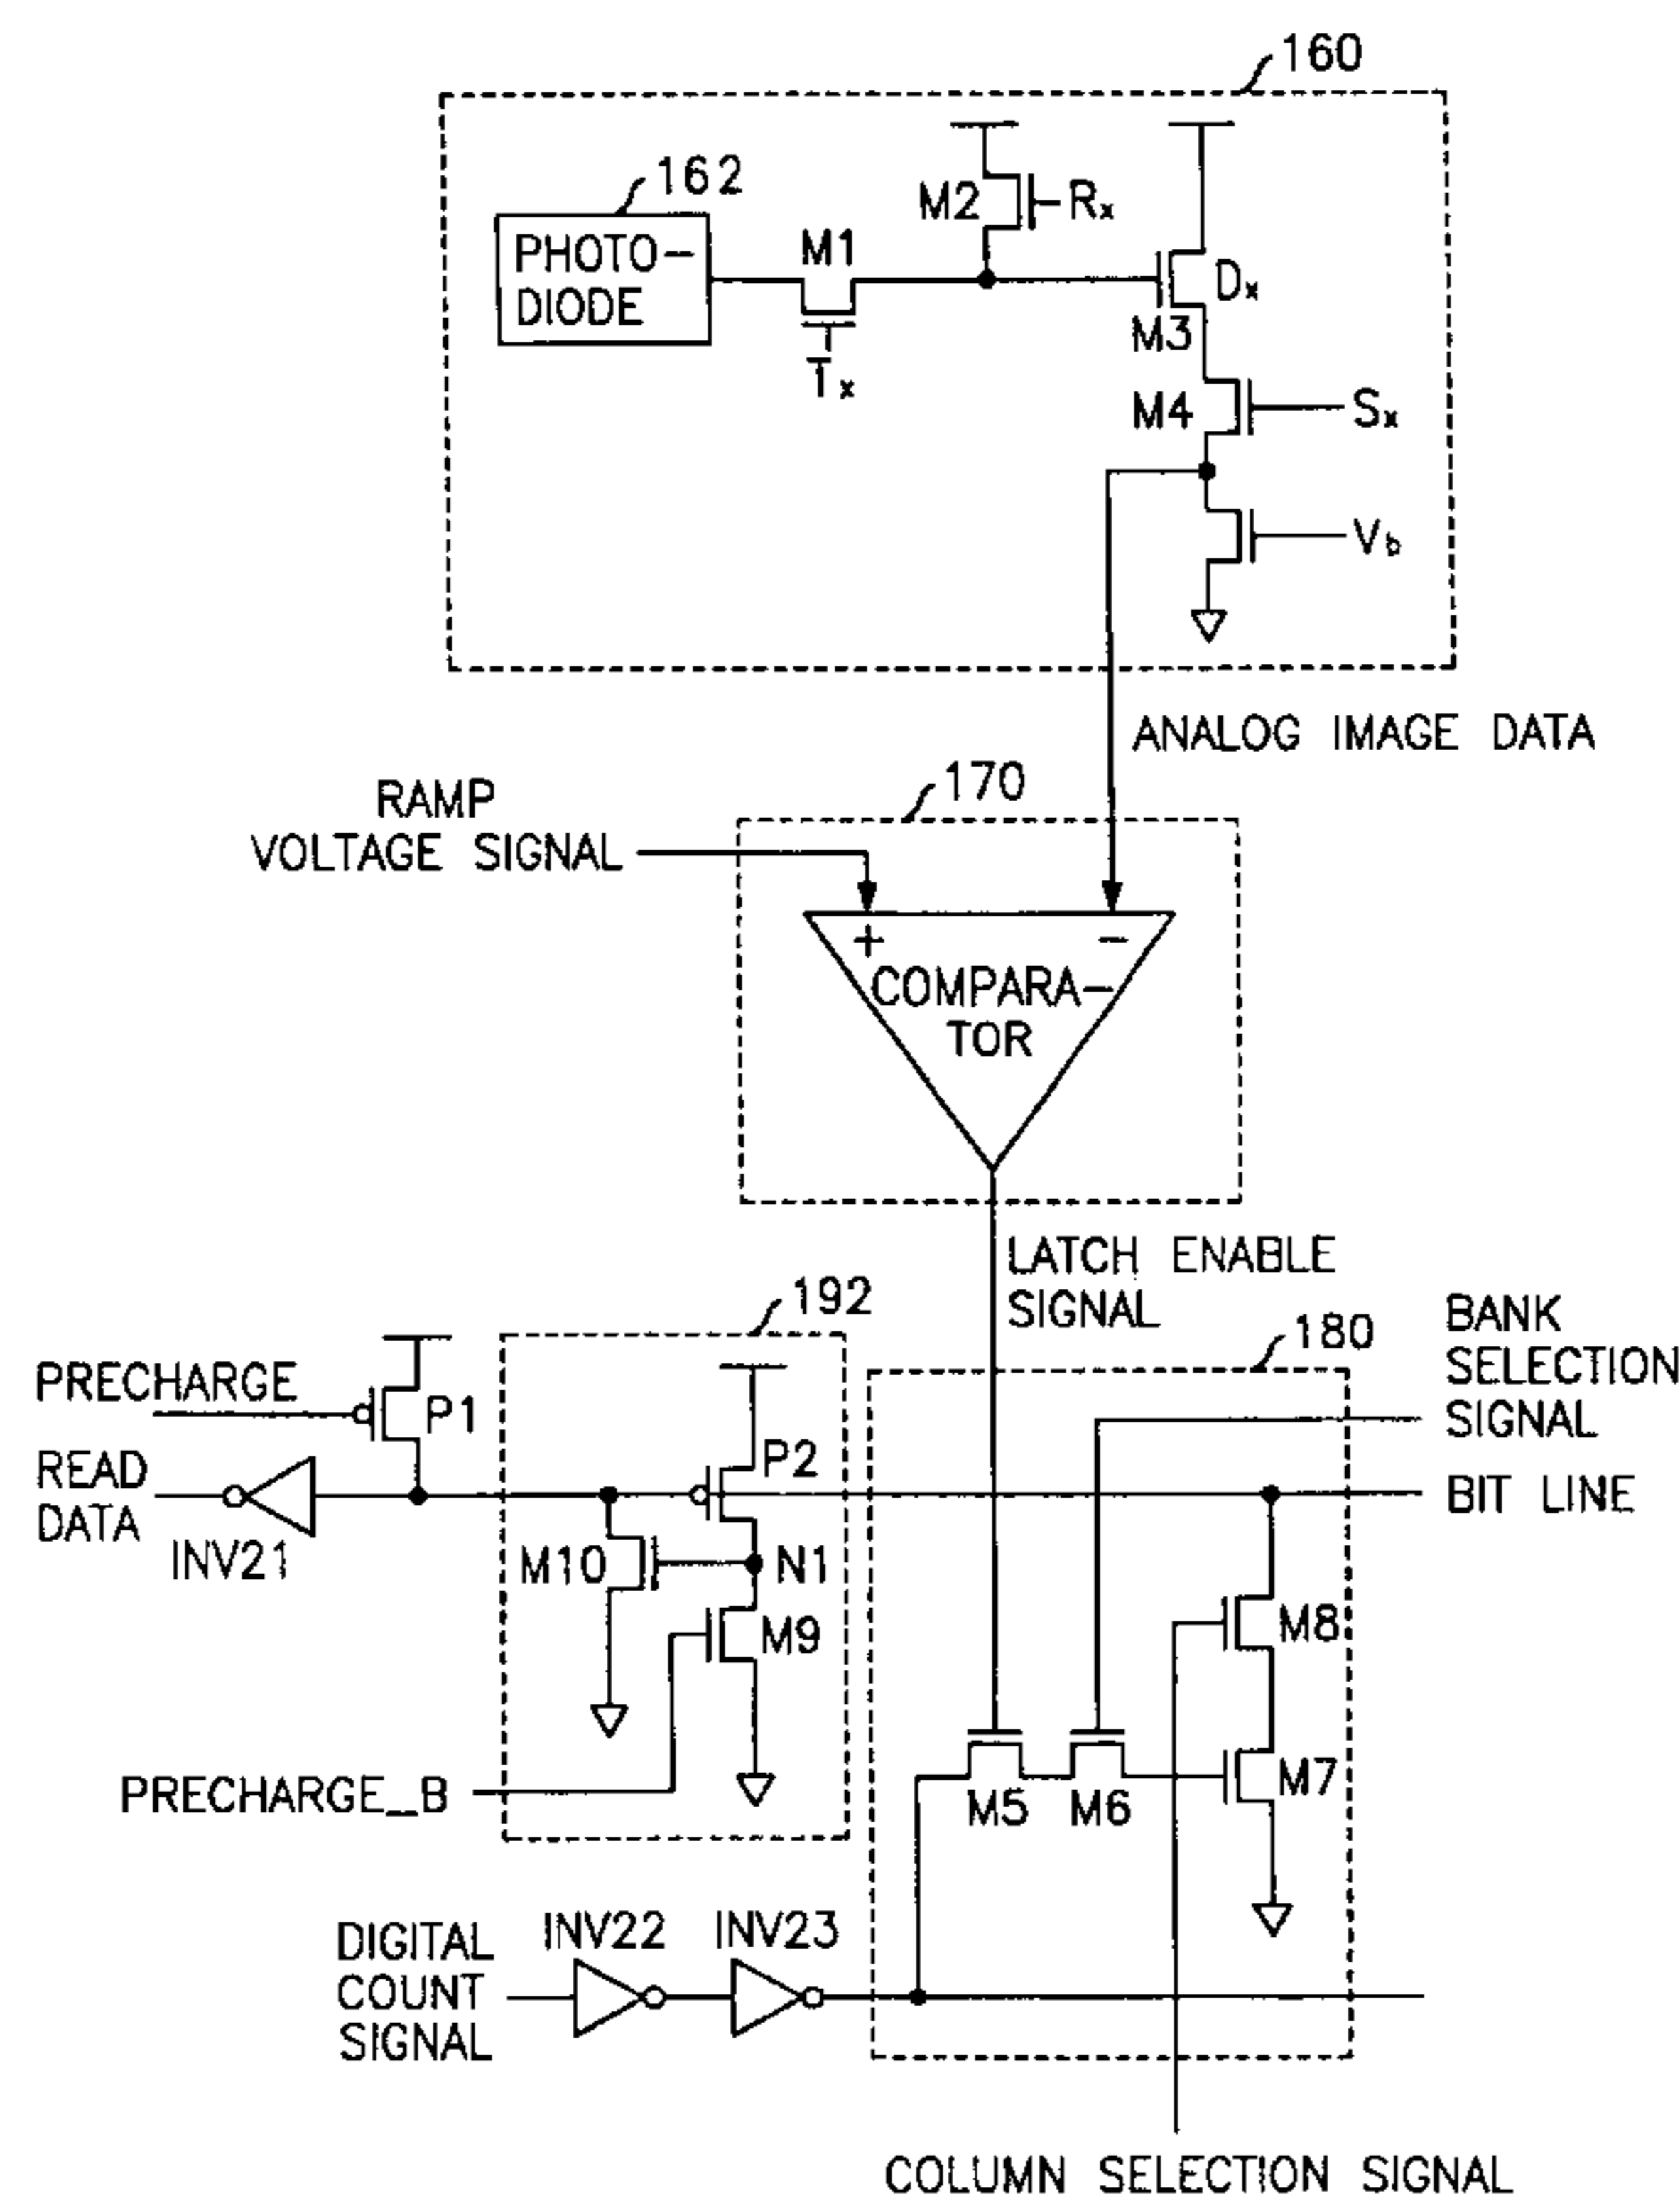 160
162
PHOTO-
DIODE
M1
Tx
M2
Rx
Dx
M3
M4
Sx
Vb
ANALOG IMAGE DATA
RAMP
VOLTAGE SIGNAL
170
+
-
COMPARA-
TOR
LATCH ENABLE
SIGNAL
192
180
BANK
SELECTION
SIGNAL
PRECHARGE
P1
READ
DATA
INV21
P2
BIT LINE
M10
N1
M9
M8
M5
M6
M7
PRECHARGE_B
DIGITAL
COUNT
SIGNAL
INV22
INV23
COLUMN SELECTION SIGNAL